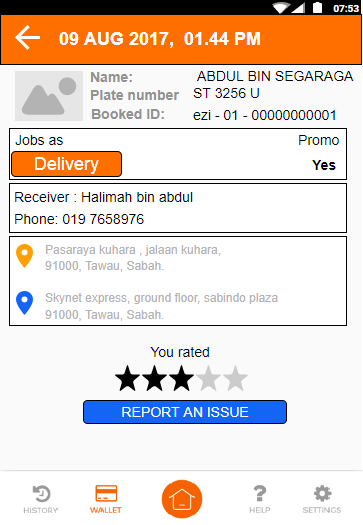 07:53
09 AUG 2017, 01.44 PM
Name: ABDUL BIN SEGARAGA
Plate number ST 3256 U
Booked ID: ezi - 01 - 00000000001
Jobs as Promo
Delivery Yes
Receiver : Halimah bin abdul
Phone: 019 7658976
Pasaraya kuhara , jalaan kuhara,
91000, Tawau, Sabah.
Skynet express, ground floor, sabindo plaza
91000, Tawau, Sabah.
You rated
REPORT AN ISSUE
HISTORY WALLET HELP SETTINGS